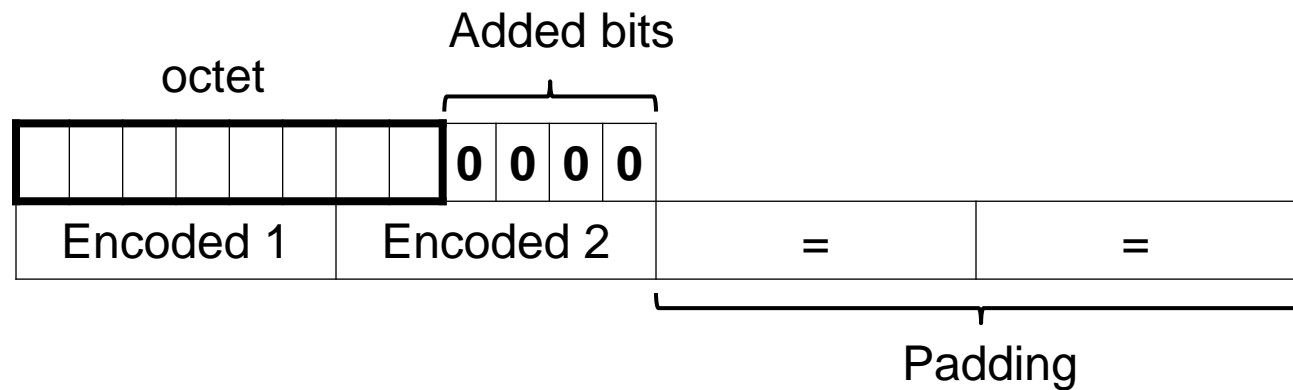 Added bits
octet
0 0 0 0
Encoded 1 Encoded 2 = =
Padding